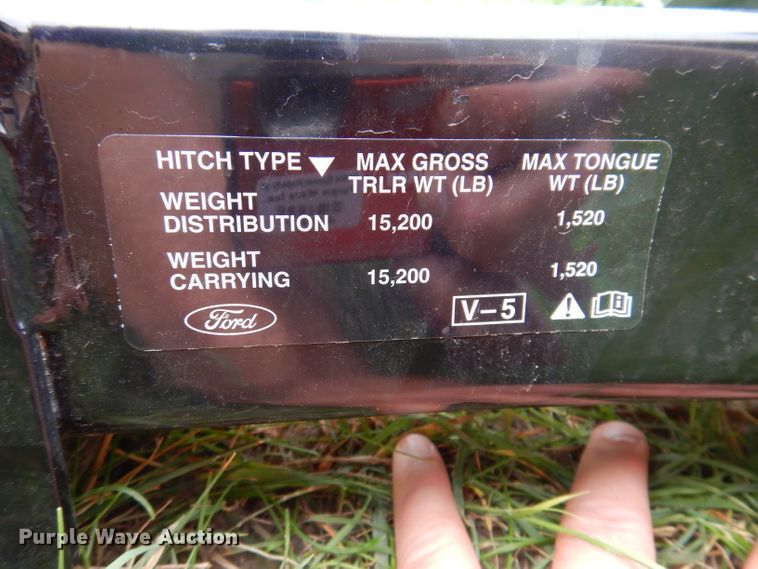 HITCH TYPE MAX GROSS TRLR WT (LB) MAX TONGUE WT (LB)
WEIGHT DISTRIBUTION 15,200 1,520
WEIGHT CARRYING 15,200 1,520
Ford V-5
Purple Wave Auction